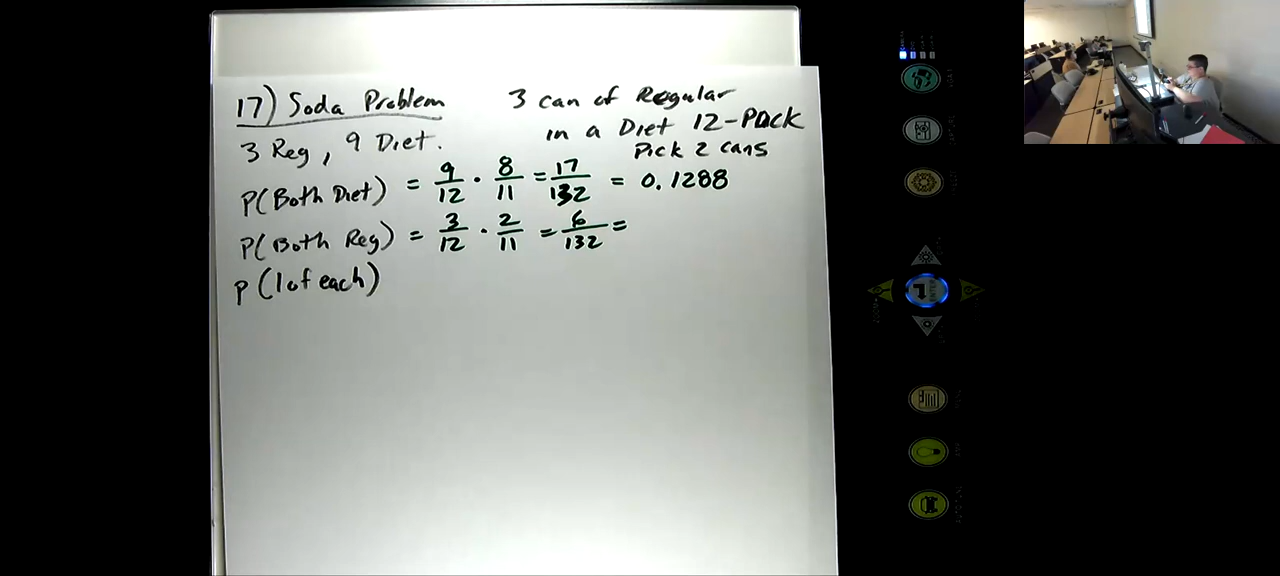 17) Soda Problem
3 can of Regular
in a Diet 12-Pack
Pick 2 cans
3 Reg, 9 Diet.
P(Both Diet) = 9/12 · 8/11 = 17/132 = 0.1288
P(Both Reg) = 3/12 · 2/11 = 6/132 =
P(1 of each)
ENTER